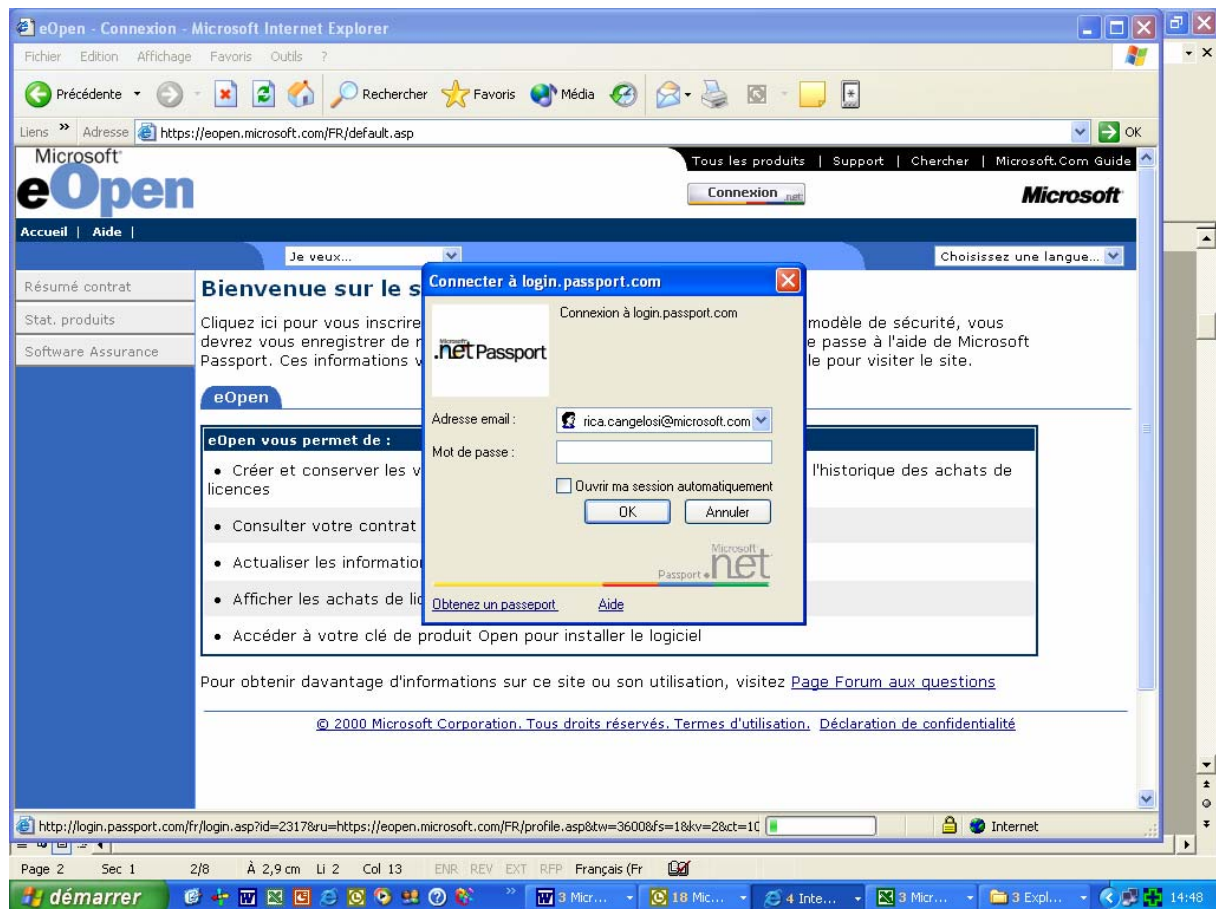 eOpen - Connexion - Microsoft Internet Explorer
Fichier Edition Affichage Favoris Outils ?
Précédente Rechercher Favoris Média
Liens » Adresse https://eopen.microsoft.com/FR/default.asp OK
Microsoft
eOpen
Tous les produits | Support | Chercher | Microsoft.Com Guide
Connexion .net
Microsoft
Accueil | Aide |
Je veux... Choisissez une langue...
Résumé contrat
Stat. produits
Software Assurance
Bienvenue sur le s
Cliquez ici pour vous inscrire modèle de sécurité, vous
devrez vous enregistrer de e passe à l'aide de Microsoft
Passport. Ces informations le pour visiter le site.
eOpen
eOpen vous permet de :
• Créer et conserver les v l'historique des achats de
licences
• Consulter votre contrat
• Actualiser les information
• Afficher les achats de lic
• Accéder à votre clé de produit Open pour installer le logiciel
Pour obtenir davantage d'informations sur ce site ou son utilisation, visitez Page Forum aux questions
© 2000 Microsoft Corporation. Tous droits réservés. Termes d'utilisation. Déclaration de confidentialité
Connecter à login.passport.com
Microsoft
.net Passport
Connexion à login.passport.com
Adresse email :
rica.cangelosi@microsoft.com
Mot de passe :
Ouvrir ma session automatiquement
OK Annuler
Microsoft
Passport .net
Obtenez un passeport Aide
http://login.passport.com/fr/login.asp?id=2317&ru=https://eopen.microsoft.com/FR/profile.asp&tw=3600&fs=1&kv=2&ct=10 Internet
Page 2 Sec 1 2/8 À 2,9 cm Li 2 Col 13 ENR REV EXT RFP Français (Fr
démarrer » 3 Micr... 18 Mic... 4 Inte... 3 Micr... 3 Expl... 14:48